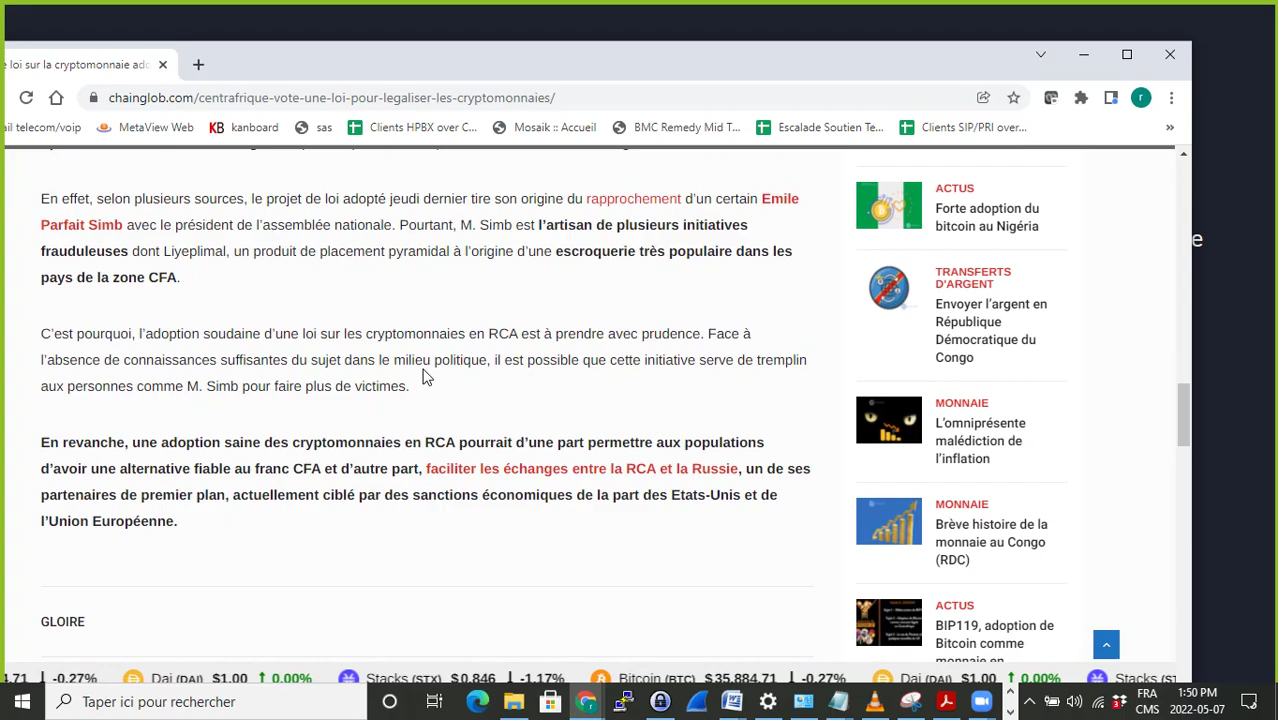 e loi sur la cryptomonnaie ado
chainglob.com/centrafrique-vote-une-loi-pour-legaliser-les-cryptomonnaies/
r
ail telecom/voip
MetaView Web
KB kanboard
sas
Clients HPBX over C...
Mosaik :: Accueil
BMC Remedy Mid T...
Escalade Soutien Te...
Clients SIP/PRI over...
»
En effet, selon plusieurs sources, le projet de loi adopté jeudi dernier tire son origine du rapprochement d'un certain Emile
Parfait Simb avec le président de l'assemblée nationale. Pourtant, M. Simb est l'artisan de plusieurs initiatives
frauduleuses dont Liyeplimal, un produit de placement pyramidal à l'origine d'une escroquerie très populaire dans les
pays de la zone CFA.
C'est pourquoi, l'adoption soudaine d'une loi sur les cryptomonnaies en RCA est à prendre avec prudence. Face à
l'absence de connaissances suffisantes du sujet dans le milieu politique, il est possible que cette initiative serve de tremplin
aux personnes comme M. Simb pour faire plus de victimes.
En revanche, une adoption saine des cryptomonnaies en RCA pourrait d'une part permettre aux populations
d'avoir une alternative fiable au franc CFA et d'autre part, faciliter les échanges entre la RCA et la Russie, un de ses
partenaires de premier plan, actuellement ciblé par des sanctions économiques de la part des Etats-Unis et de
l'Union Européenne.
GLOIRE
ACTUS
Forte adoption du
bitcoin au Nigéria
TRANSFERTS
D'ARGENT
Envoyer l'argent en
République
Démocratique du
Congo
MONNAIE
L'omniprésente
malédiction de
l'inflation
MONNAIE
Brève histoire de la
monnaie au Congo
(RDC)
ACTUS
BIP119, adoption de
Bitcoin comme
monnaie en
e
4.71 ↓ -0.27% Dai (DAI) $1.00 ↑ 0.00% Stacks (STX) $0.846 ↓ -1.17% Bitcoin (BTC) $35,884.71 ↓ -0.27% Dai (DAI) $1.00 ↑ 0.00% Stacks (S
Taper ici pour rechercher
FRA
CMS
1:50 PM
2022-05-07